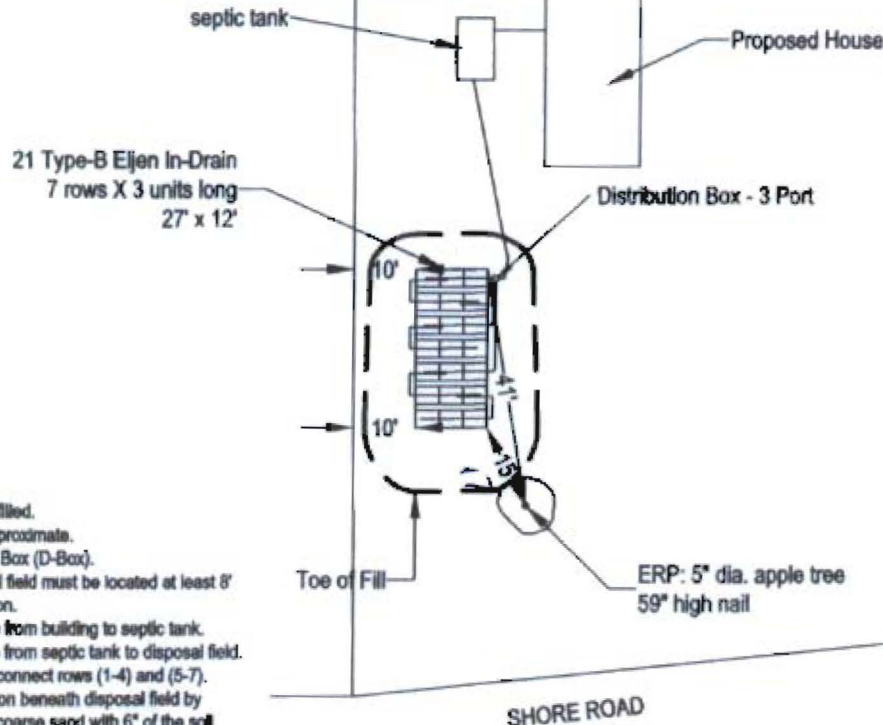 septic tank
Proposed House
21 Type-B Eljen In-Drain
7 rows X 3 units long
27' x 12'
Distribution Box - 3 Port
10'
41'
10'
15
filled.
proximate.
Box (D-Box).
l field must be located at least 8'
on.
from building to septic tank.
from septic tank to disposal field.
connect rows (1-4) and (5-7).
on beneath disposal field by
coarse sand with 6" of the soil
Toe of Fill
ERP: 5" dia. apple tree
59" high nail
SHORE ROAD